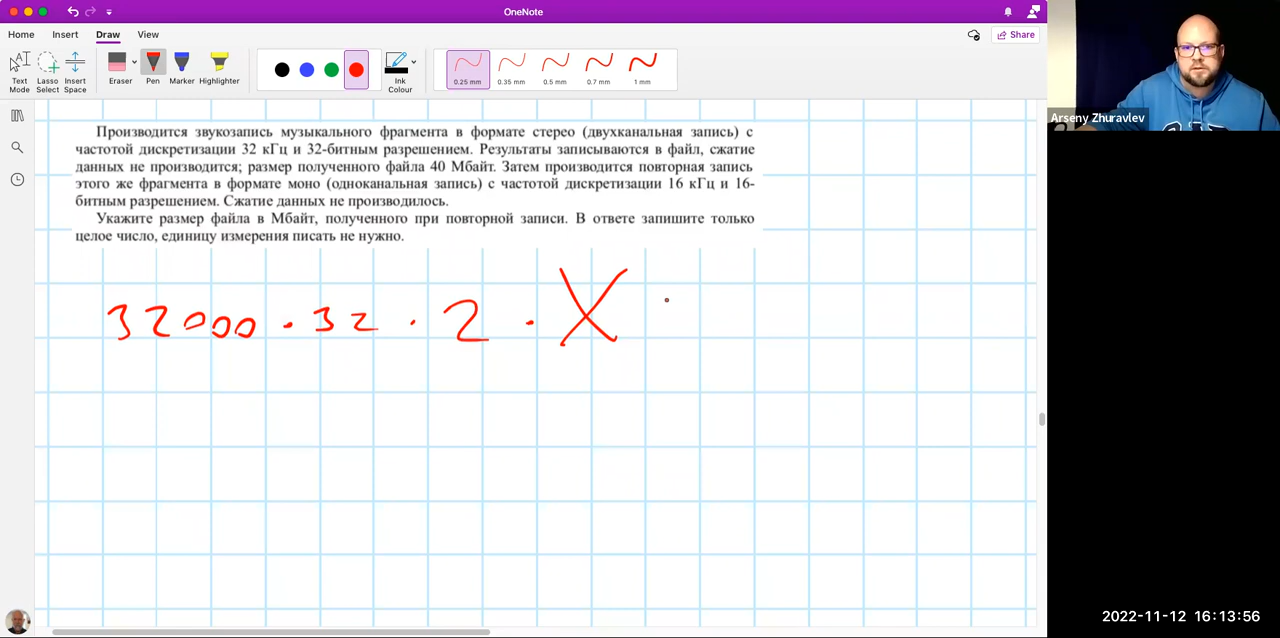 OneNote
Home Insert Draw View
Share
Text Mode
Lasso Select
Insert Space
Eraser
Pen
Marker
Highlighter
Ink Colour
0.25 mm
0.35 mm
0.5 mm
0.7 mm
1 mm
Arseny Zhuravlev
Производится звукозапись музыкального фрагмента в формате стерео (двухканальная запись) с
частотой дискретизации 32 кГц и 32-битным разрешением. Результаты записываются в файл, сжатие
данных не производится; размер полученного файла 40 Мбайт. Затем производится повторная запись
этого же фрагмента в формате моно (одноканальная запись) с частотой дискретизации 16 кГц и 16-
битным разрешением. Сжатие данных не производилось.
Укажите размер файла в Мбайт, полученного при повторной записи. В ответе запишите только
целое число, единицу измерения писать не нужно.
32000 · 32 · 2 · X
2022-11-12 16:13:56